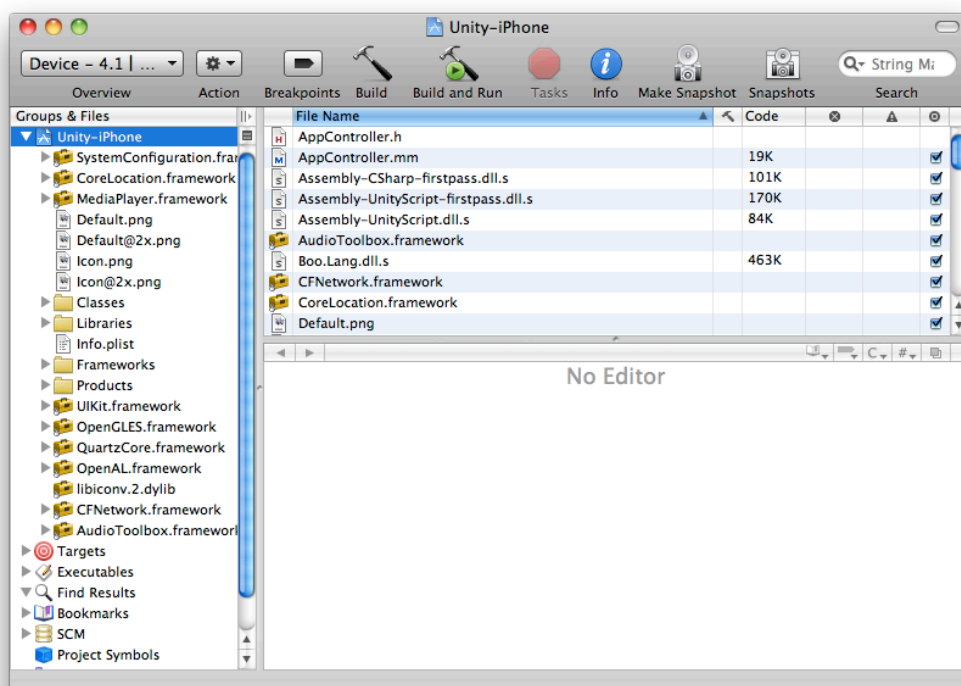 Unity-iPhone
Device - 4.1 | ...
Overview
Action
Breakpoints
Build
Build and Run
Tasks
Info
Make Snapshot
Snapshots
String Ma
Search
Groups & Files
Unity-iPhone
SystemConfiguration.fram
CoreLocation.framework
MediaPlayer.framework
Default.png
Default@2x.png
Icon.png
Icon@2x.png
Classes
Libraries
Info.plist
Frameworks
Products
UIKit.framework
OpenGLES.framework
QuartzCore.framework
OpenAL.framework
libiconv.2.dylib
CFNetwork.framework
AudioToolbox.framework
Targets
Executables
Find Results
Bookmarks
SCM
Project Symbols
File Name Code
AppController.h
AppController.mm 19K
Assembly-CSharp-firstpass.dll.s 101K
Assembly-UnityScript-firstpass.dll.s 170K
Assembly-UnityScript.dll.s 84K
AudioToolbox.framework
Boo.Lang.dll.s 463K
CFNetwork.framework
CoreLocation.framework
Default.png
C #
No Editor